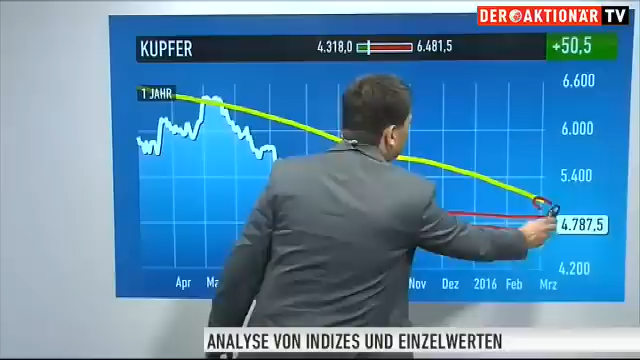 DER AKTIONÄR TV
KUPFER 4.318,0 6.481,5 +50,5
1 JAHR
6.600
6.000
5.400
4.787,5
4.200
Apr Nov Dez 2016 Feb Mrz
ANALYSE VON INDIZES UND EINZELWERTEN